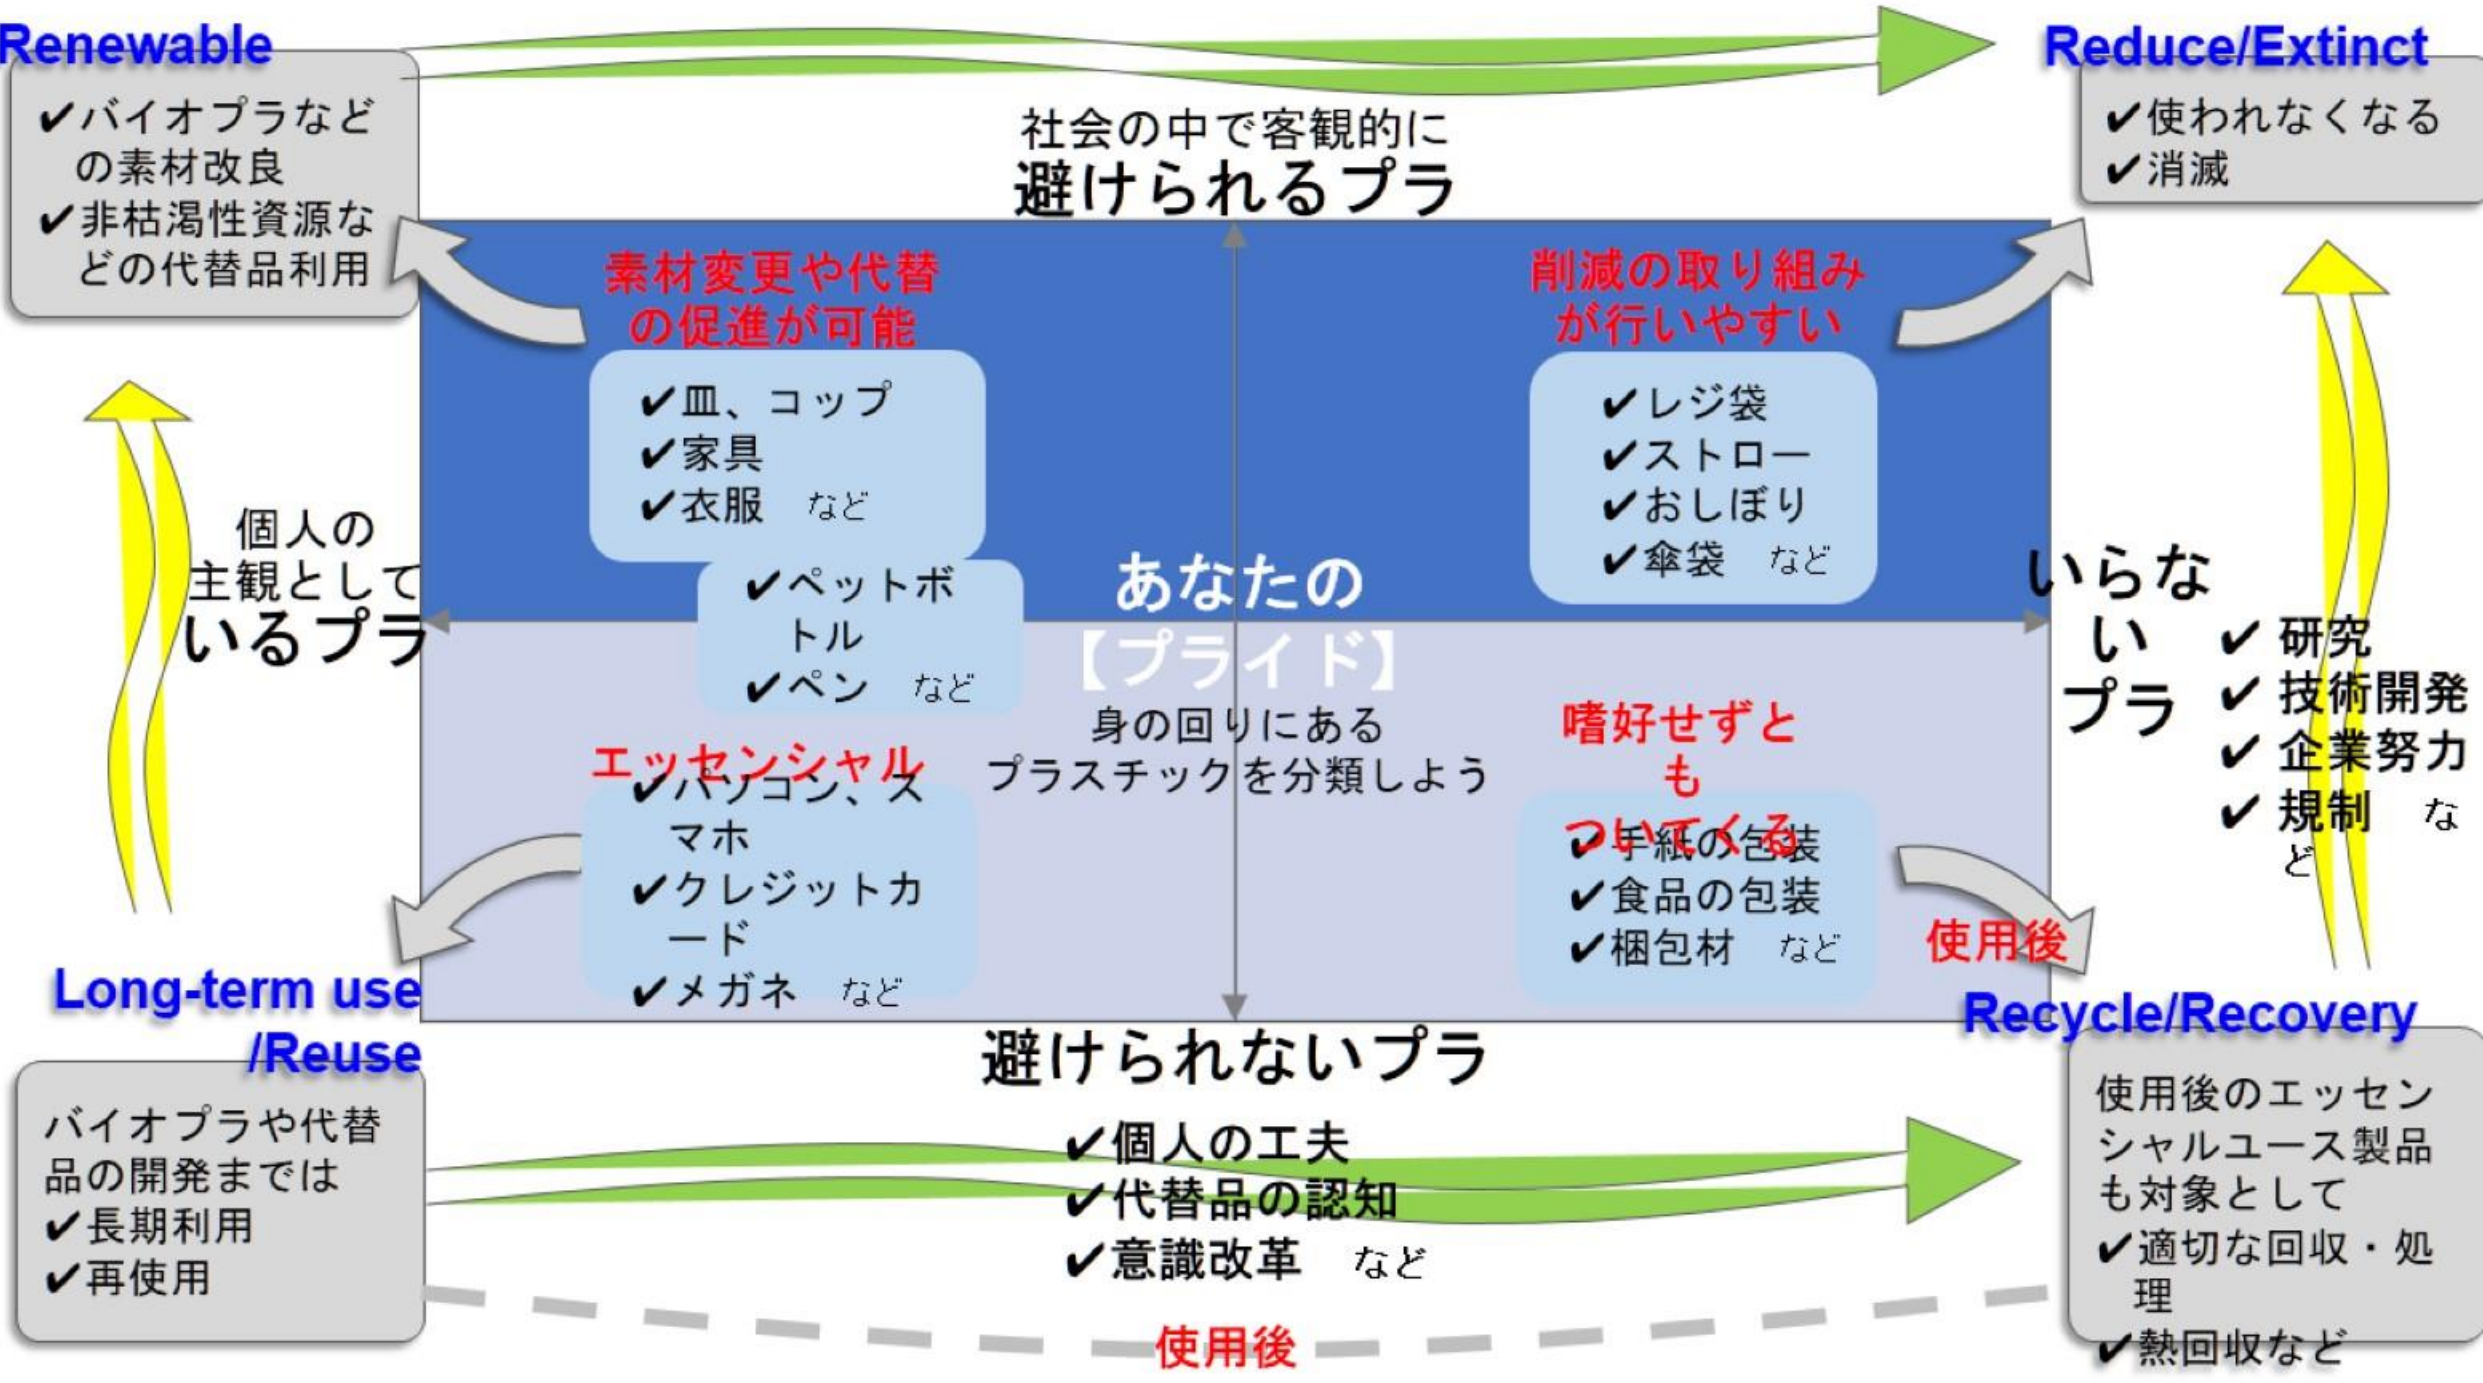 Renewable
✔バイオプラなど
の素材改良
✔非枯渇性資源な
どの代替品利用
社会の中で客観的に
避けられるプラ
Reduce/Extinct
✔使われなくなる
✔消滅
素材変更や代替
の促進が可能
✔皿、コップ
✔家具
✔衣服 など
✔ペットボ
トル
✔ペン など
削減の取り組み
が行いやすい
✔レジ袋
✔ストロー
✔おしぼり
✔傘袋 など
個人の
主観として
いるプラ
あなたの
【プライド】
身の回りにある
プラスチックを分類しよう
いらな
い
プラ
✔ 研究
✔ 技術開発
✔ 企業努力
✔ 規制 な
ど
エッセンシャル
✔パソコン、ス
マホ
✔クレジットカ
ード
✔メガネ など
嗜好せずと
も
ついてくる
✔手紙の包装
✔食品の包装
✔梱包材 など
使用後
Long-term use
/Reuse
バイオプラや代替
品の開発までは
✔長期利用
✔再使用
避けられないプラ
✔個人の工夫
✔代替品の認知
✔意識改革 など
使用後
Recycle/Recovery
使用後のエッセン
シャルユース製品
も対象として
✔適切な回収・処
理
✔熱回収など